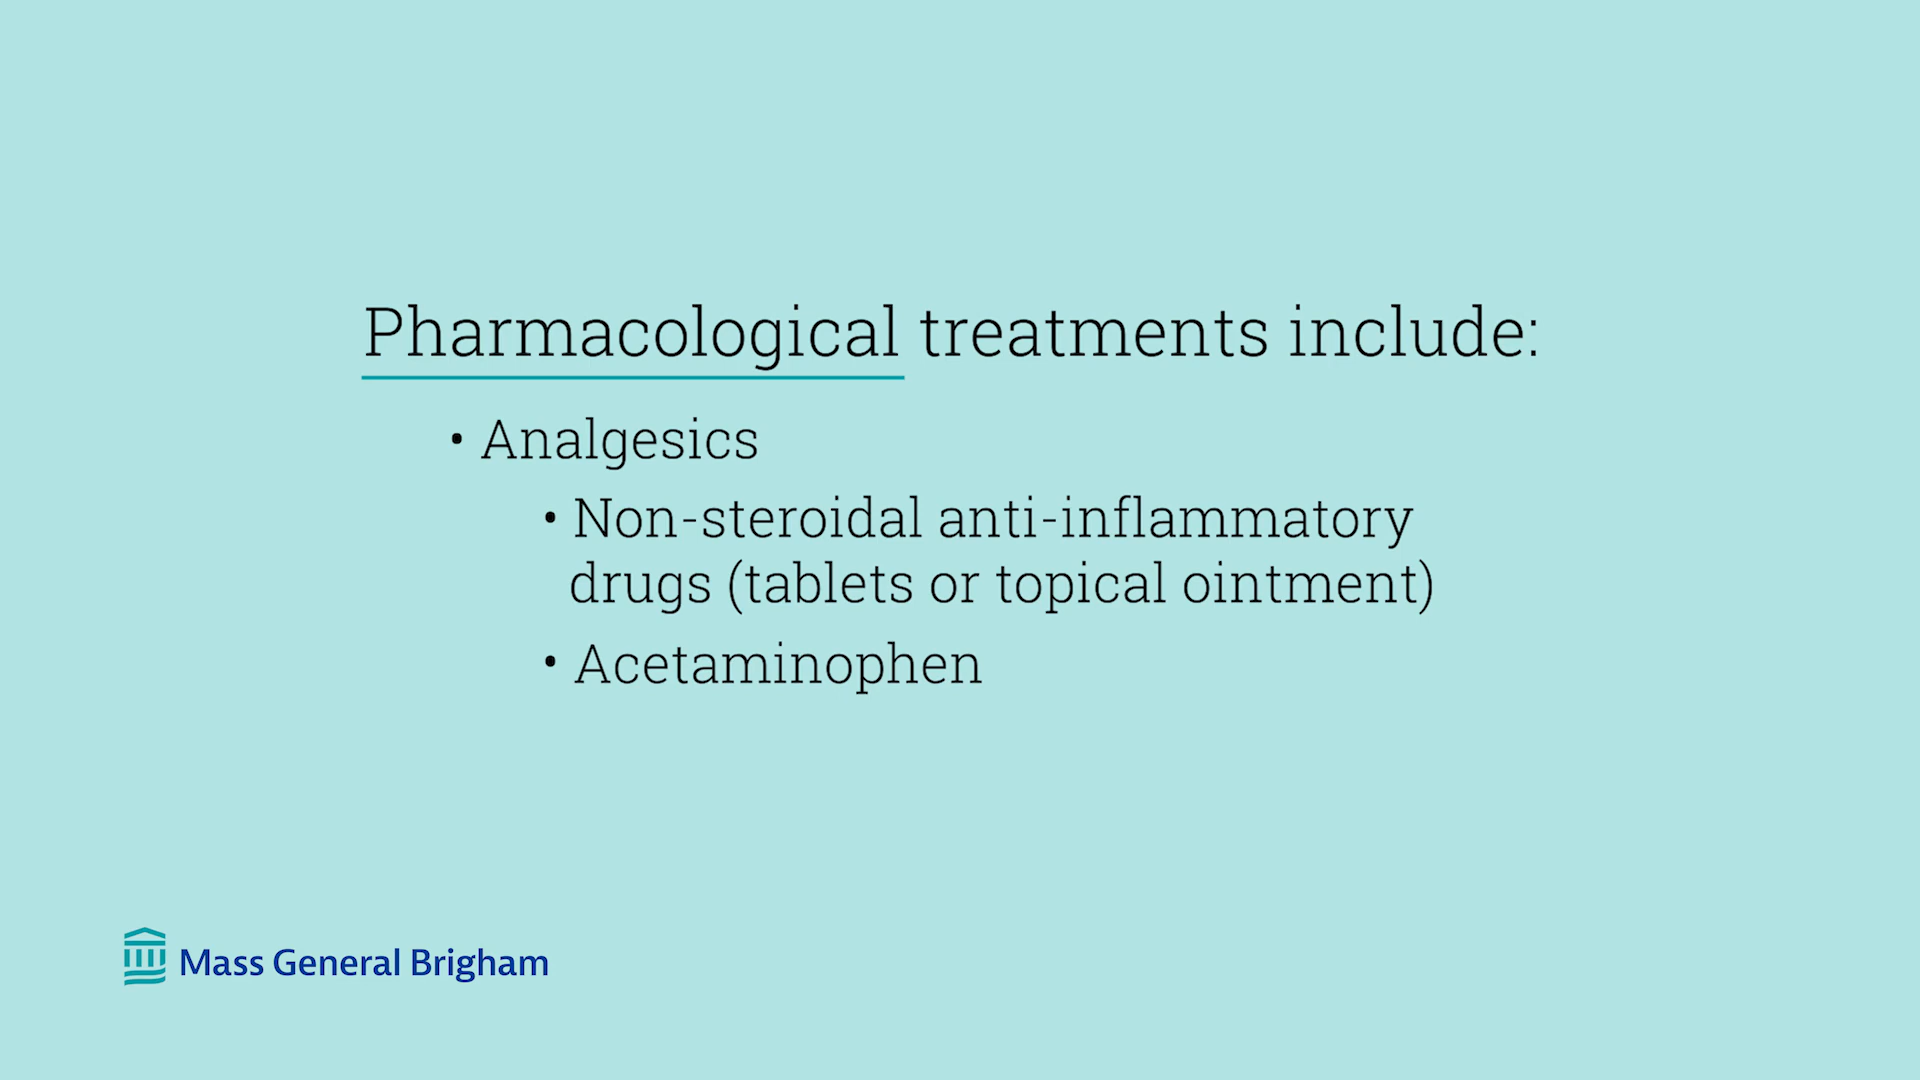 Pharmacological treatments include:
• Analgesics
• Non-steroidal anti-inflammatory
drugs (tablets or topical ointment)
• Acetaminophen
Mass General Brigham